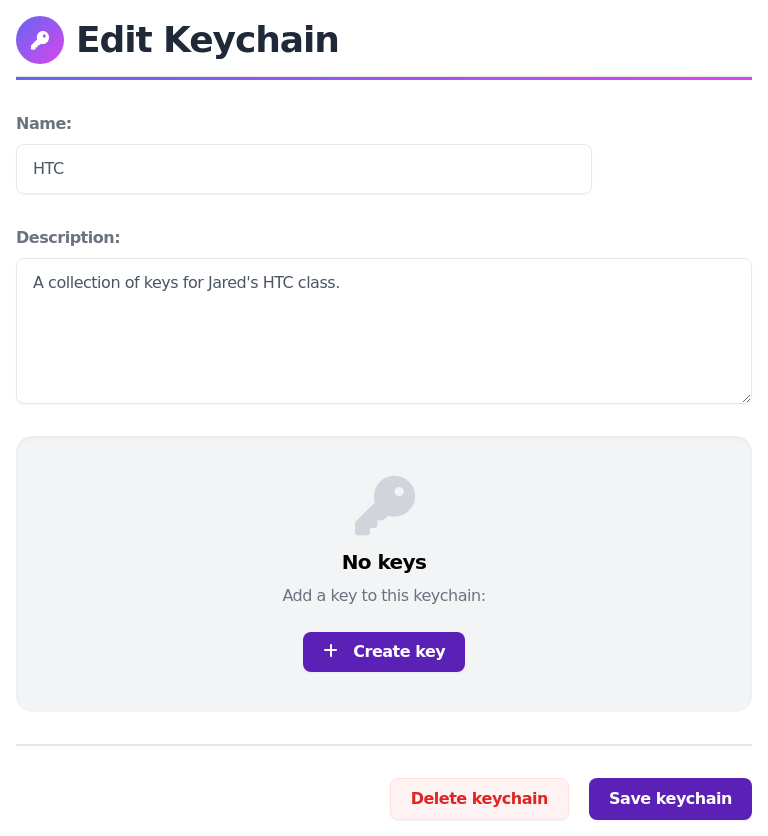 Edit Keychain
Name:
HTC
Description:
A collection of keys for Jared's HTC class.
No keys
Add a key to this keychain:
+ Create key
Delete keychain
Save keychain